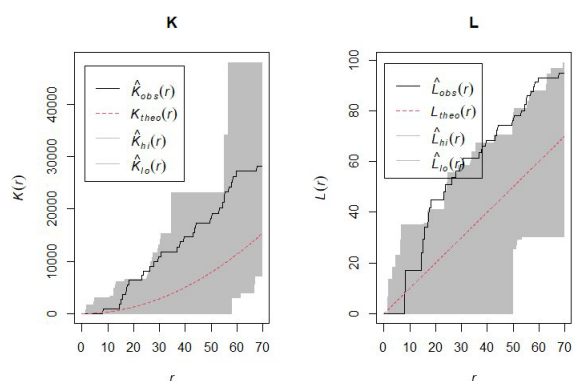 K
K̂obs(r)
Ktheo(r)
K̂hi(r)
K̂lo(r)
K(r)
0 10000 20000 30000 40000
0 10 20 30 40 50 60 70
r
L
L̂obs(r)
Ltheo(r)
L̂hi(r)
L̂lo(r)
L(r)
0 20 40 60 80 100
0 10 20 30 40 50 60 70
r